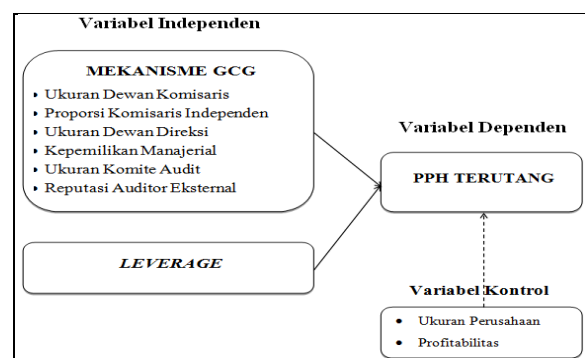 Variabel Independen
MEKANISME GCG
• Ukuran Dewan Komisaris
• Proporsi Komisaris Independen
• Ukuran Dewan Direksi
• Kepemilikan Manajerial
• Ukuran Komite Audit
• Reputasi Auditor Eksternal
LEVERAGE
Variabel Dependen
PPH TERUTANG
Variabel Kontrol
• Ukuran Perusahaan
• Profitabilitas